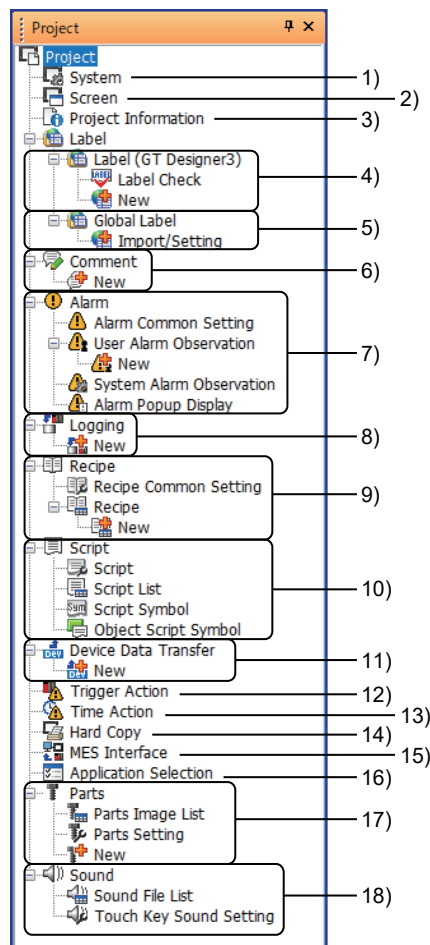 Project
Project
System 1)
Screen 2)
Project Information 3)
Label
Label (GT Designer3) 4)
Label Check
New
Global Label 5)
Import/Setting
Comment 6)
New
Alarm
Alarm Common Setting
User Alarm Observation 7)
New
System Alarm Observation
Alarm Popup Display
Logging 8)
New
Recipe
Recipe Common Setting 9)
Recipe
New
Script
Script
Script List 10)
Script Symbol
Object Script Symbol
Device Data Transfer 11)
New
Trigger Action 12)
Time Action 13)
Hard Copy 14)
MES Interface 15)
Application Selection 16)
Parts
Parts Image List 17)
Parts Setting
New
Sound
Sound File List 18)
Touch Key Sound Setting